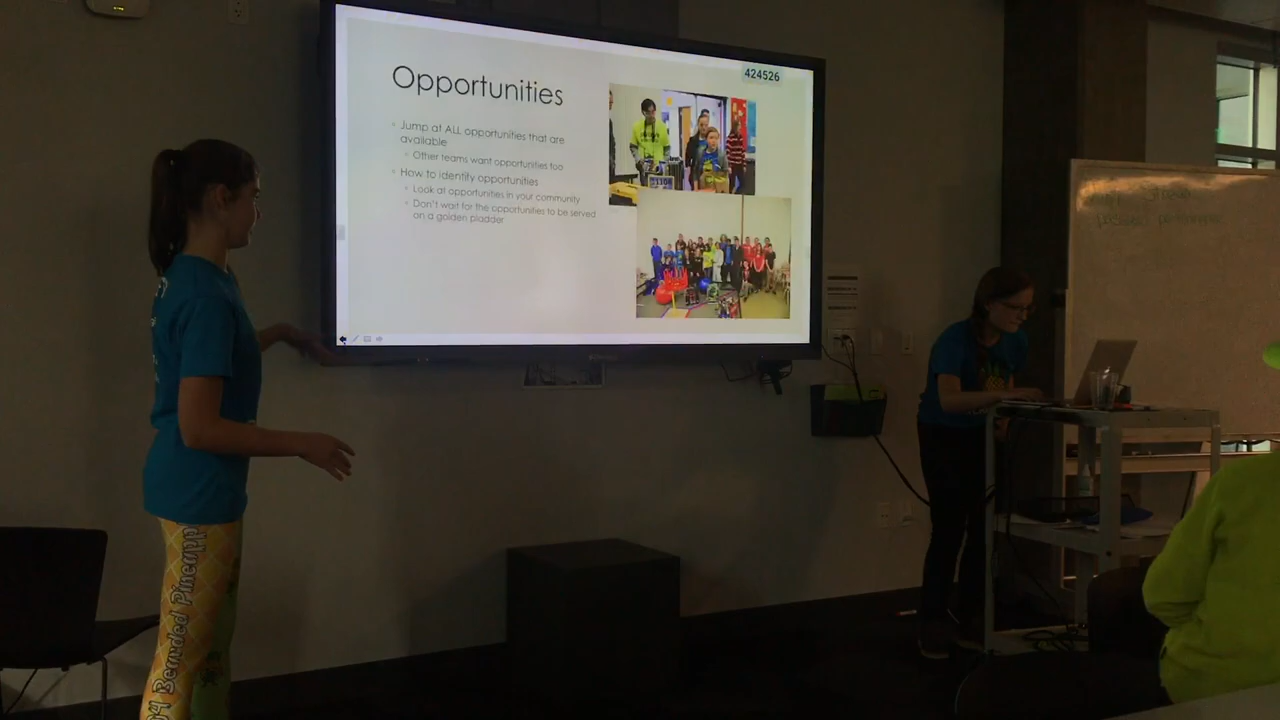 424526
Opportunities
Jump at ALL opportunities that are
available
Other teams want opportunities too
How to identify opportunities
Look at opportunities in your community
Don't wait for the opportunities to be served
on a golden pladder
Bearded Pineapp